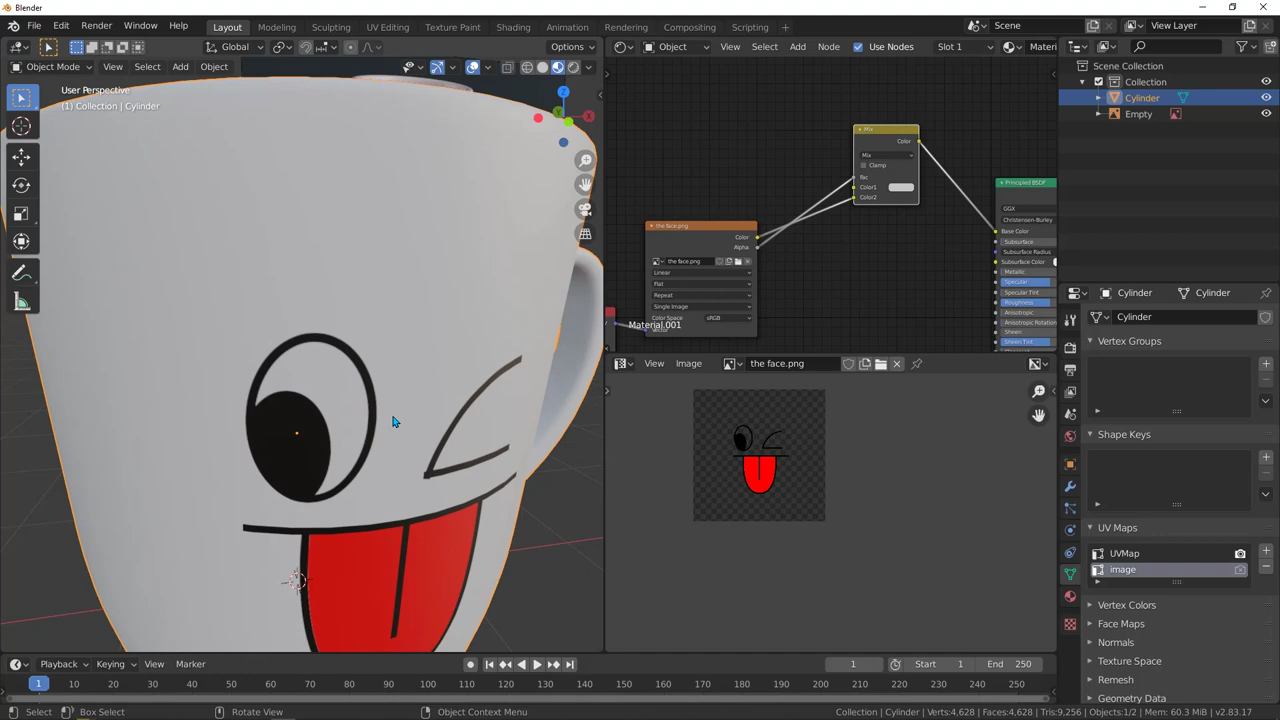 Blender
File Edit Render Window Help Layout Modeling Sculpting UV Editing Texture Paint Shading Animation Rendering Compositing Scripting Scene View Layer
Global Options Object View Select Add Node Use Nodes Slot 1 Materi
Object Mode View Select Add Object
User Perspective
(1) Collection | Cylinder
Z
Y
X
Mix
Color
Mix
Clamp
Fac
Color1
Color2
the face.png
Color
Alpha
the face.png
Linear
Flat
Repeat
Single Image
Color Space sRGB
Vector
Material.001
Principled BSDF
GGX
Christensen-Burley
Base Color
Subsurface
Subsurface Radius
Subsurface Color
Metallic
Specular
Specular Tint
Roughness
Anisotropic
Anisotropic Rotation
Sheen
Sheen Tint
View Image the face.png
Scene Collection
Collection
Cylinder
Empty
Cylinder Cylinder
Cylinder
Vertex Groups
Shape Keys
UV Maps
UVMap
image
Vertex Colors
Face Maps
Normals
Texture Space
Remesh
Geometry Data
Playback Keying View Marker 1 Start 1 End 250
1 10 20 30 40 50 60 70 80 90 100 110 120 130 140 150 160 170 180 190 200 210 220 230 240 250
Select Box Select Rotate View Object Context Menu Collection | Cylinder | Verts:4,628 | Faces:4,628 | Tris:9,256 | Objects:1/2 | Mem: 60.3 MiB | v2.83.17